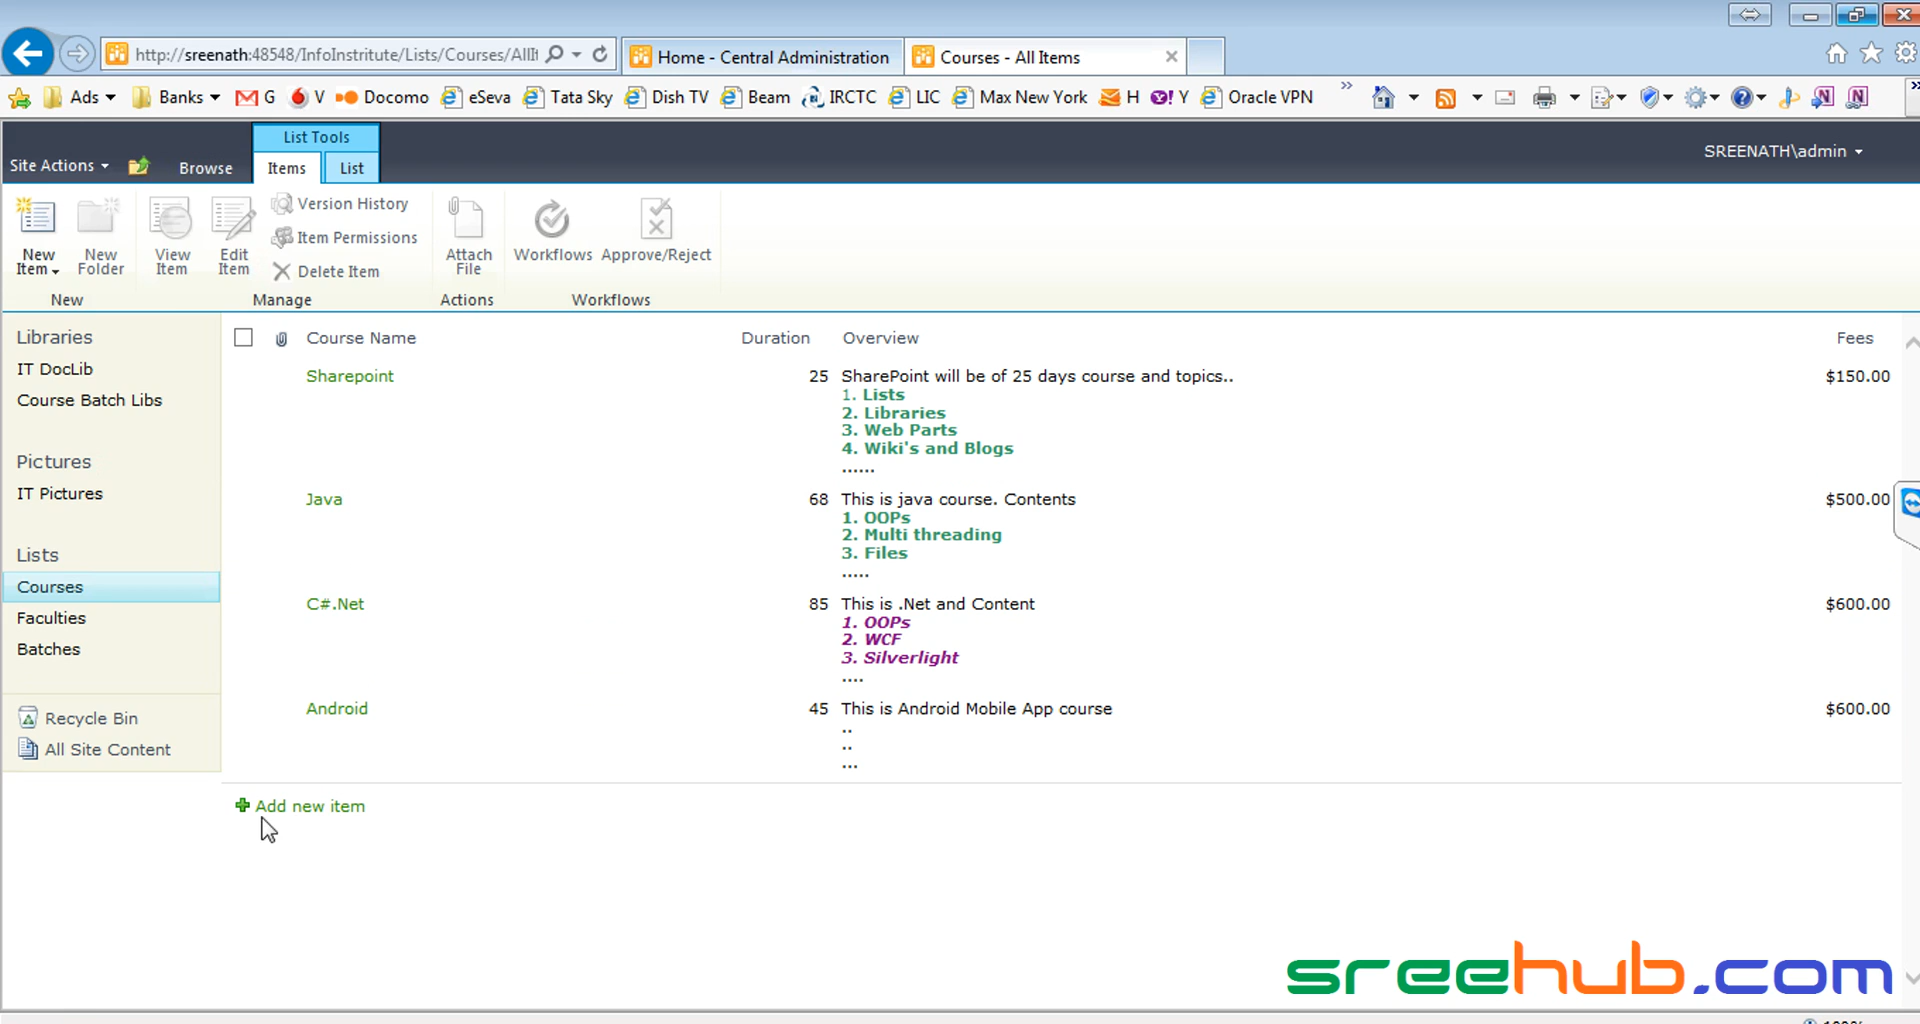 http://sreenath:48548/InfoInstritute/Lists/Courses/AllI
Home - Central Administration
Courses - All Items
Ads
Banks
G
V
Docomo
eSeva
Tata Sky
Dish TV
Beam
IRCTC
LIC
Max New York
H
Y
Oracle VPN
List Tools
Site Actions
Browse
Items
List
SREENATH\admin
New Item
New Folder
View Item
Edit Item
Version History
Item Permissions
Delete Item
Attach File
Workflows
Approve/Reject
New
Manage
Actions
Workflows
Libraries
IT DocLib
Course Batch Libs
Pictures
IT Pictures
Lists
Courses
Faculties
Batches
Recycle Bin
All Site Content
Course Name Duration Overview Fees
Sharepoint 25 SharePoint will be of 25 days course and topics.. $150.00
1. Lists
2. Libraries
3. Web Parts
4. Wiki's and Blogs
......
Java 68 This is java course. Contents $500.00
1. OOPs
2. Multi threading
3. Files
.....
C#.Net 85 This is .Net and Content $600.00
1. OOPs
2. WCF
3. Silverlight
....
Android 45 This is Android Mobile App course $600.00
..
..
...
Add new item
sreehub.com